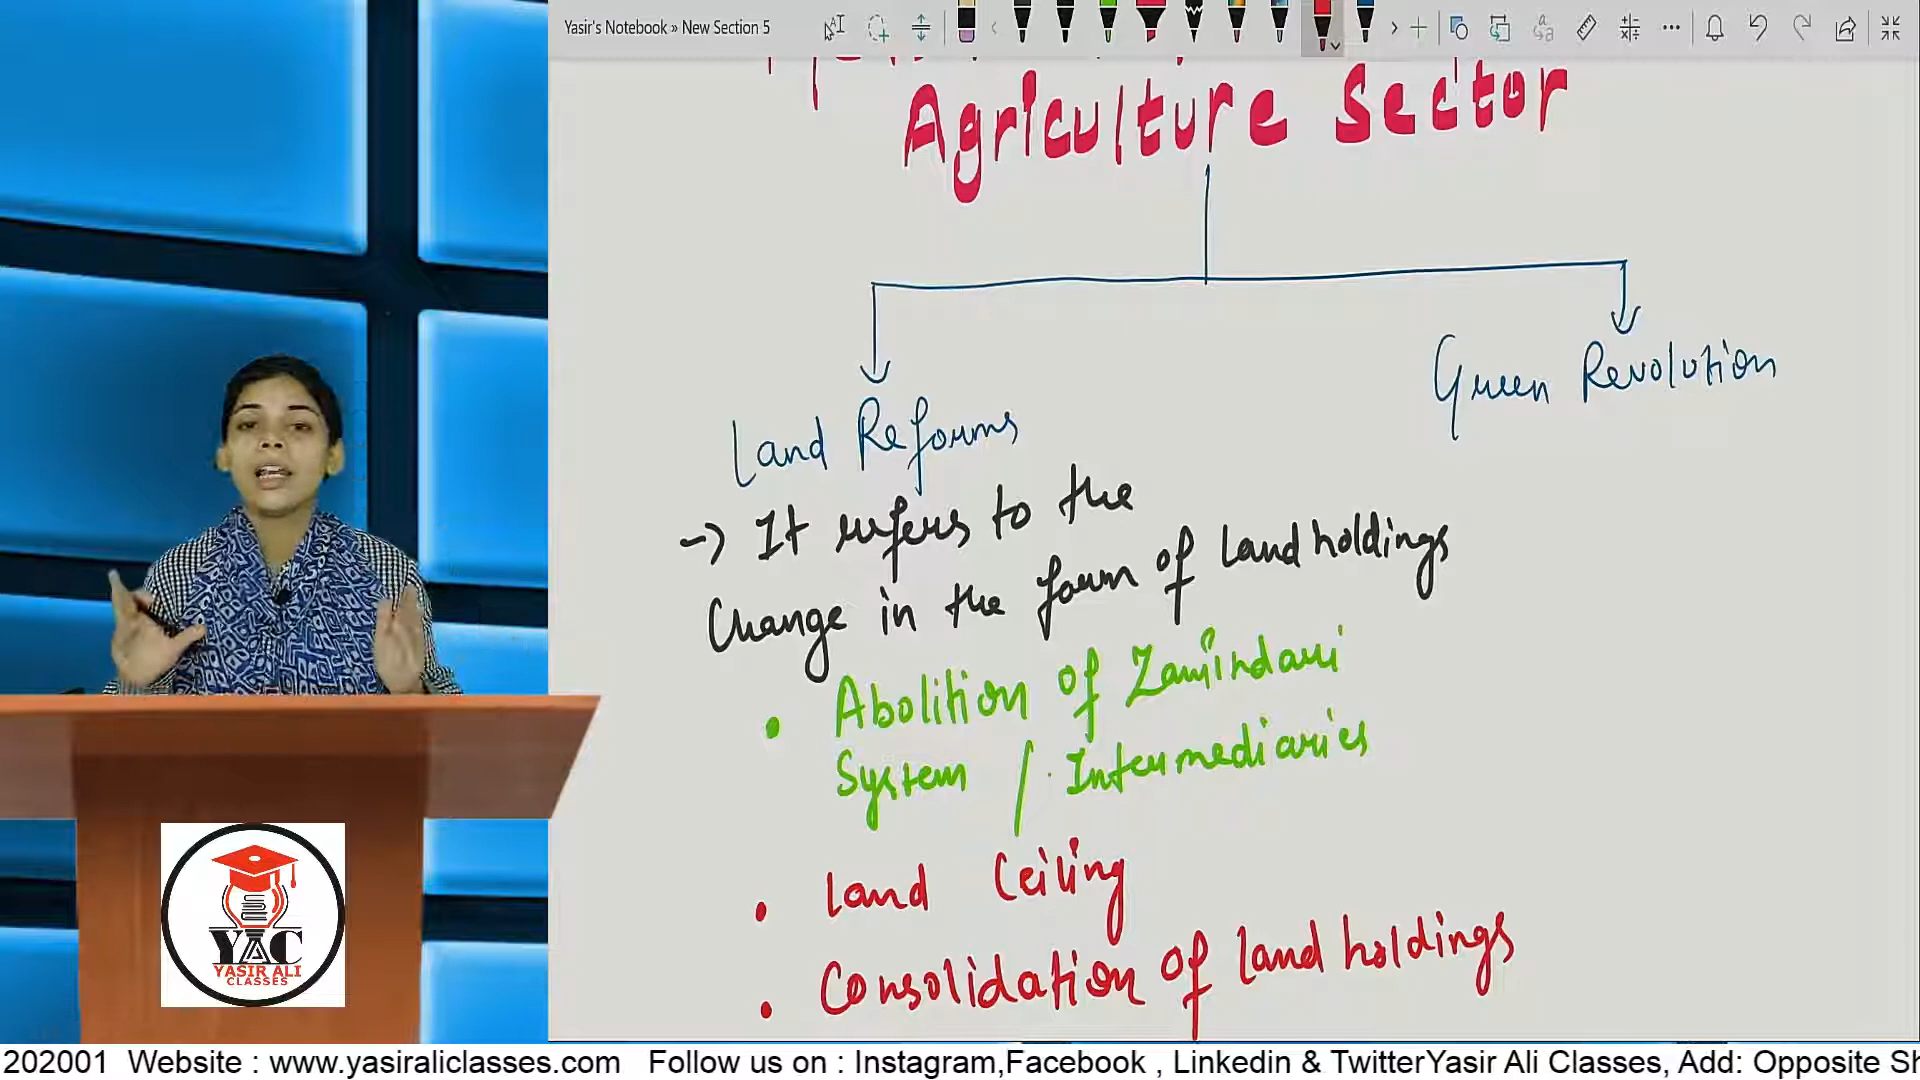 Yasir's Notebook » New Section 5
Agriculture Sector
Green Revolution
Land Reforms
→ It refers to the
Change in the form of Land holdings
• Abolition of Zamindari
System / Intermediaries
• Land Ceiling
• Consolidation of Land holdings
YAC
YASIR ALI
CLASSES
202001 Website : www.yasiraliclasses.com Follow us on : Instagram,Facebook , Linkedin & TwitterYasir Ali Classes, Add: Opposite Sh